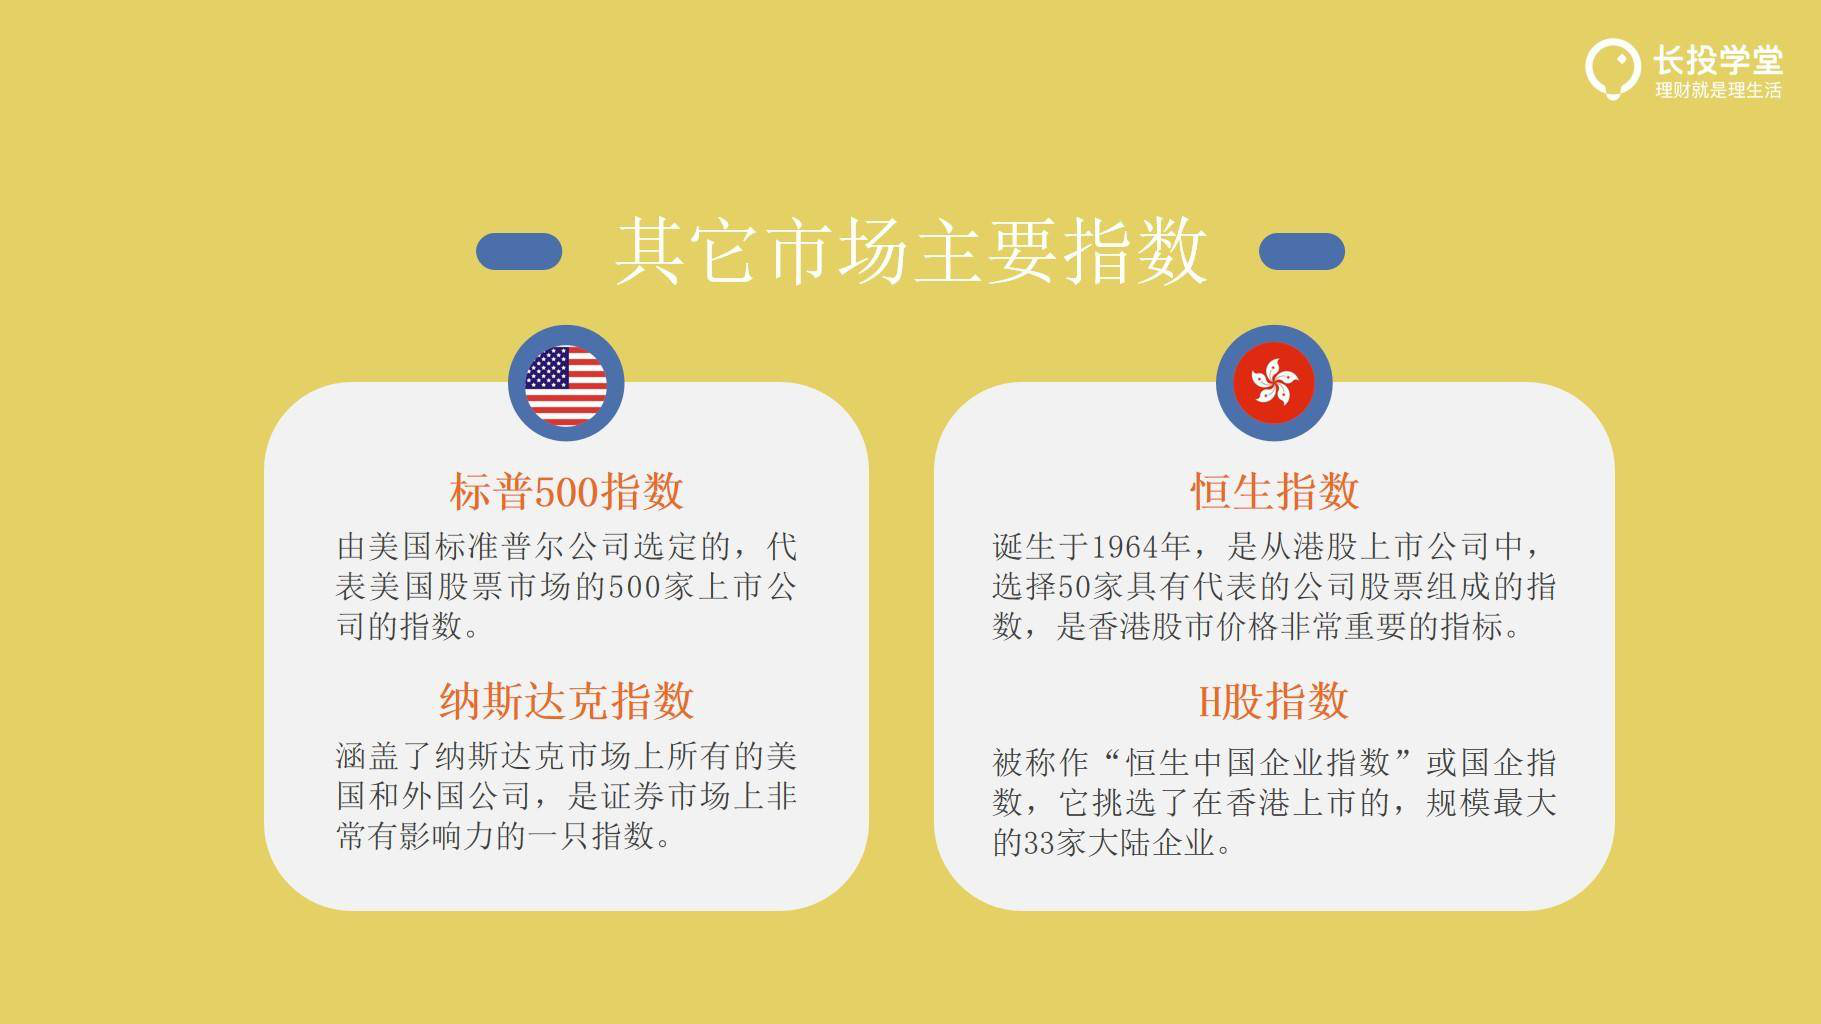 长投学堂
理财就是理生活
其它市场主要指数
标普500指数
由美国标准普尔公司选定的，代
表美国股票市场的500家上市公
司的指数。
纳斯达克指数
涵盖了纳斯达克市场上所有的美
国和外国公司，是证券市场上非
常有影响力的一只指数。
恒生指数
诞生于1964年，是从港股上市公司中，
选择50家具有代表的公司股票组成的指
数，是香港股市价格非常重要的指标。
H股指数
被称作“恒生中国企业指数”或国企指
数，它挑选了在香港上市的，规模最大
的33家大陆企业。